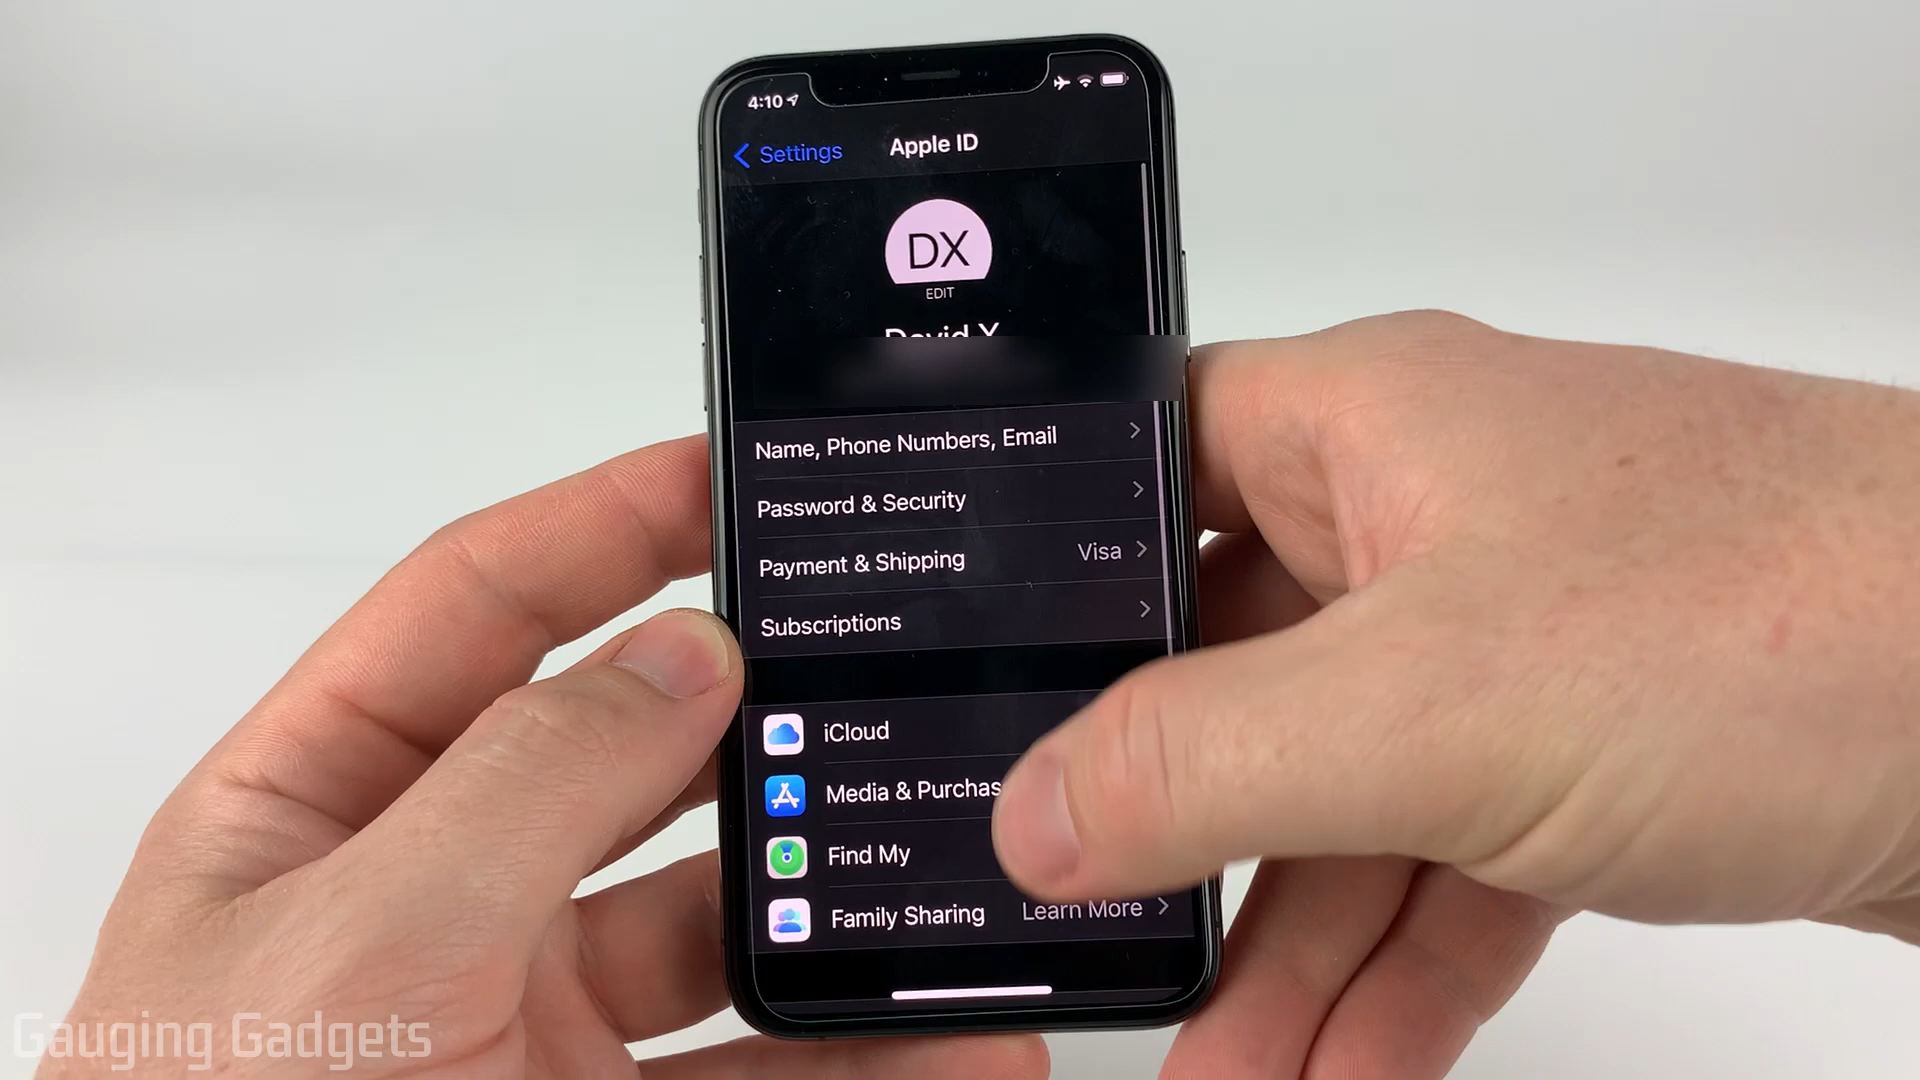 4:10
Settings
Apple ID
DX
EDIT
David X
Name, Phone Numbers, Email
Password & Security
Payment & Shipping Visa
Subscriptions
iCloud
Media & Purchas
Find My
Family Sharing Learn More
Gauging Gadgets